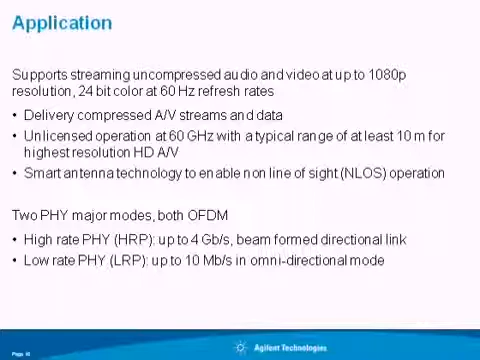 Application
Supports streaming uncompressed audio and video at up to 1080p
resolution, 24 bit color at 60 Hz refresh rates
• Delivery compressed A/V streams and data
• Unlicensed operation at 60 GHz with a typical range of at least 10 m for
highest resolution HD A/V
• Smart antenna technology to enable non line of sight (NLOS) operation
Two PHY major modes, both OFDM
• High rate PHY (HRP): up to 4 Gb/s, beam formed directional link
• Low rate PHY (LRP): up to 10 Mb/s in omni-directional mode
Agilent Technologies
Page